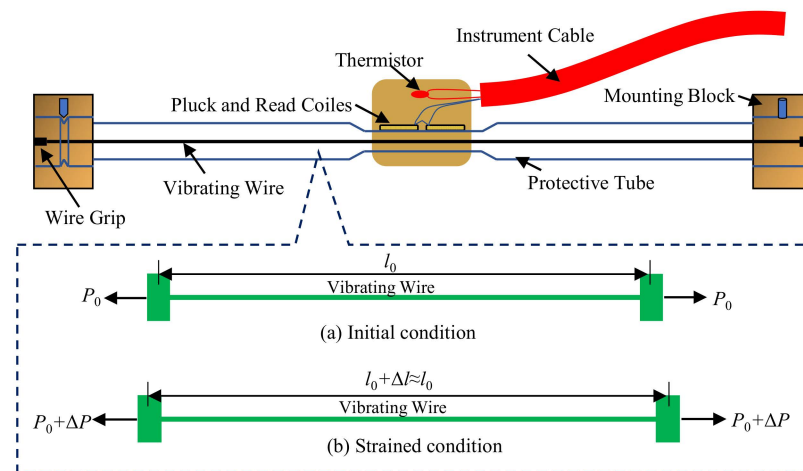 Instrument Cable
Thermistor
Pluck and Read Coiles
Mounting Block
Vibrating Wire
Protective Tube
Wire Grip
l₀
P₀
Vibrating Wire
P₀
(a) Initial condition
l₀+Δl≈l₀
P₀+ΔP
Vibrating Wire
P₀+ΔP
(b) Strained condition